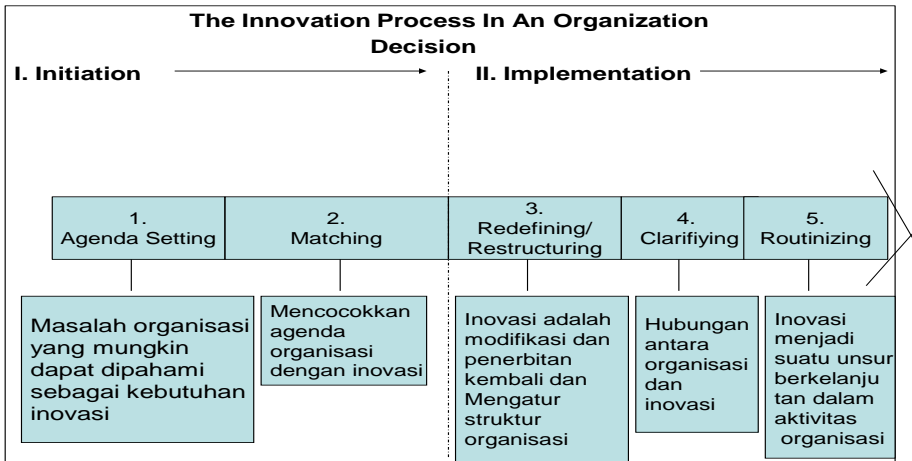 The Innovation Process In An Organization
Decision
I. Initiation
II. Implementation
1.
Agenda Setting
2.
Matching
3.
Redefining/
Restructuring
4.
Clarifiying
5.
Routinizing
Masalah organisasi
yang mungkin
dapat dipahami
sebagai kebutuhan
inovasi
Mencocokkan
agenda
organisasi
dengan inovasi
Inovasi adalah
modifikasi dan
penerbitan
kembali dan
Mengatur
struktur
organisasi
Hubungan
antara
organisasi
dan
inovasi
Inovasi
menjadi
suatu unsur
berkelanju
tan dalam
aktivitas
organisasi